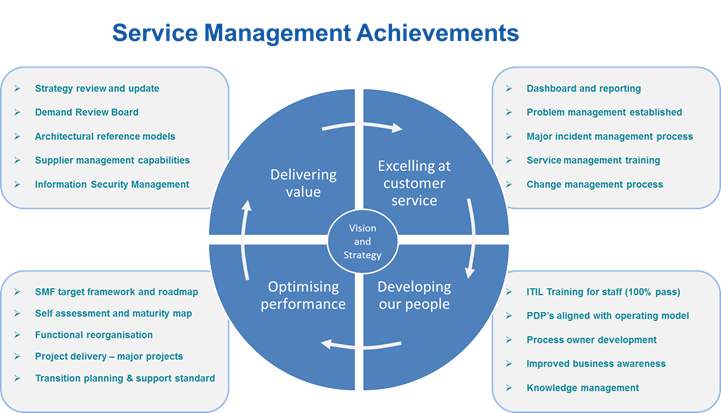 Service Management Achievements
Strategy review and update
Demand Review Board
Architectural reference models
Supplier management capabilities
Information Security Management
Dashboard and reporting
Problem management established
Major incident management process
Service management training
Change management process
Delivering
value
Excelling at
customer
service
Vision
and
Strategy
Optimising
performance
Developing
our people
SMF target framework and roadmap
Self assessment and maturity map
Functional reorganisation
Project delivery – major projects
Transition planning & support standard
ITIL Training for staff (100% pass)
PDP's aligned with operating model
Process owner development
Improved business awareness
Knowledge management